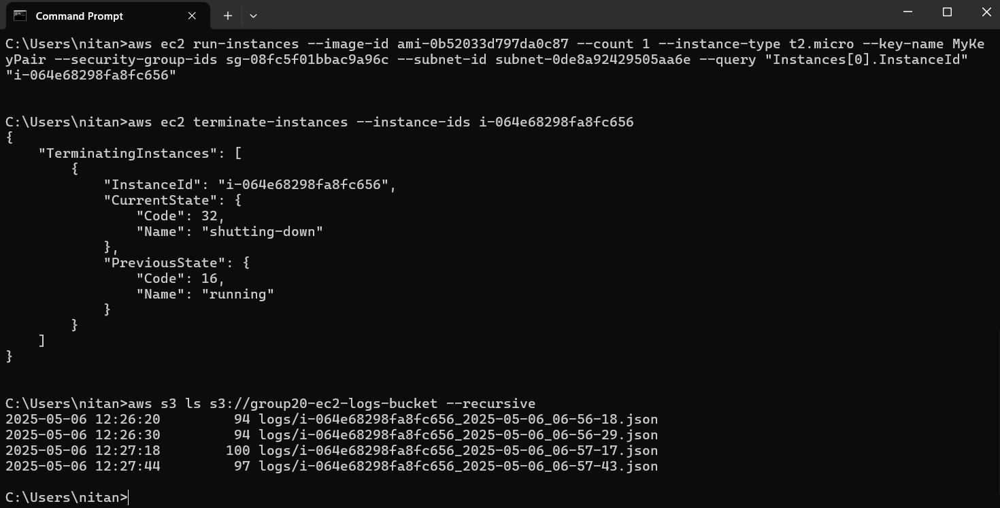 Command Prompt
C:\Users\nitan>aws ec2 run-instances --image-id ami-0b52033d797da0c87 --count 1 --instance-type t2.micro --key-name MyKe
yPair --security-group-ids sg-08fc5f01bbac9a96c --subnet-id subnet-0de8a92429505aa6e --query "Instances[0].InstanceId"
"i-064e68298fa8fc656"
C:\Users\nitan>aws ec2 terminate-instances --instance-ids i-064e68298fa8fc656
{
    "TerminatingInstances": [
        {
            "InstanceId": "i-064e68298fa8fc656",
            "CurrentState": {
                "Code": 32,
                "Name": "shutting-down"
            },
            "PreviousState": {
                "Code": 16,
                "Name": "running"
            }
        }
    ]
}
C:\Users\nitan>aws s3 ls s3://group20-ec2-logs-bucket --recursive
2025-05-06 12:26:20         94 logs/i-064e68298fa8fc656_2025-05-06_06-56-18.json
2025-05-06 12:26:30         94 logs/i-064e68298fa8fc656_2025-05-06_06-56-29.json
2025-05-06 12:27:18        100 logs/i-064e68298fa8fc656_2025-05-06_06-57-17.json
2025-05-06 12:27:44         97 logs/i-064e68298fa8fc656_2025-05-06_06-57-43.json
C:\Users\nitan>